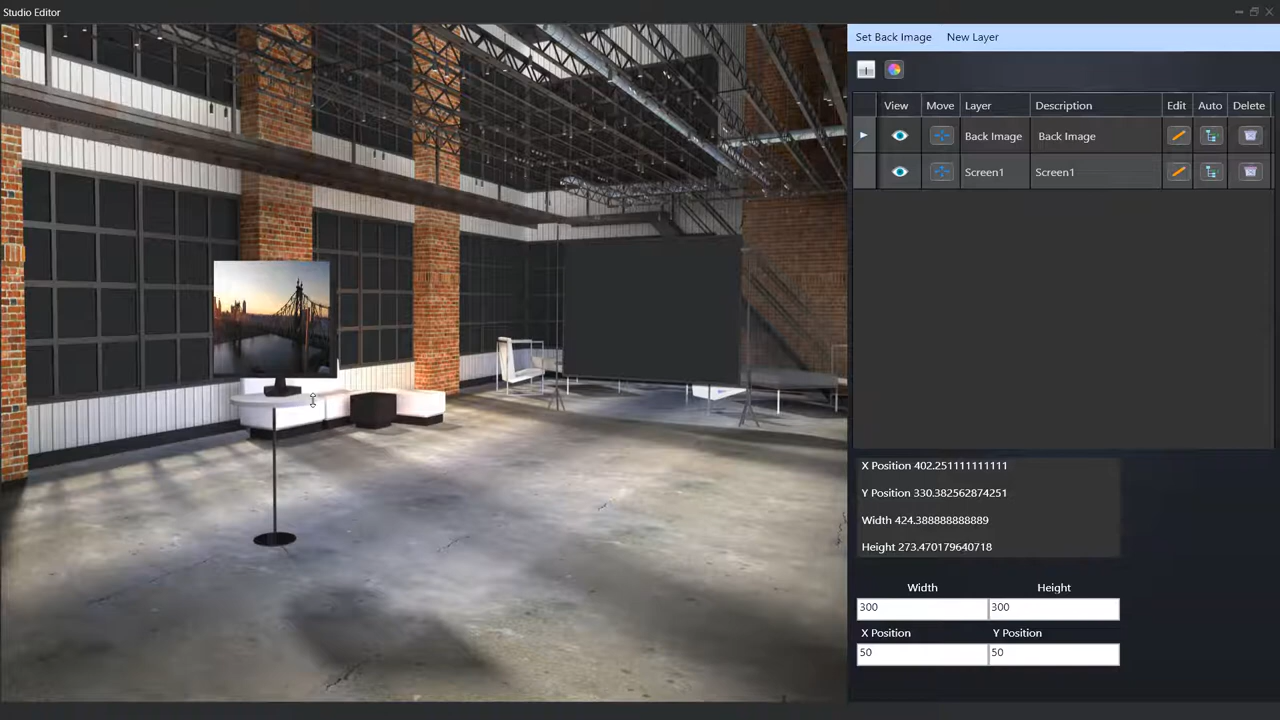 Studio Editor
Set Back Image New Layer
View Move Layer Description Edit Auto Delete
Back Image Back Image
Screen1 Screen1
X Position 402.251111111111
Y Position 330.382562874251
Width 424.388888888889
Height 273.470179640718
Width Height
300 300
X Position Y Position
50 50